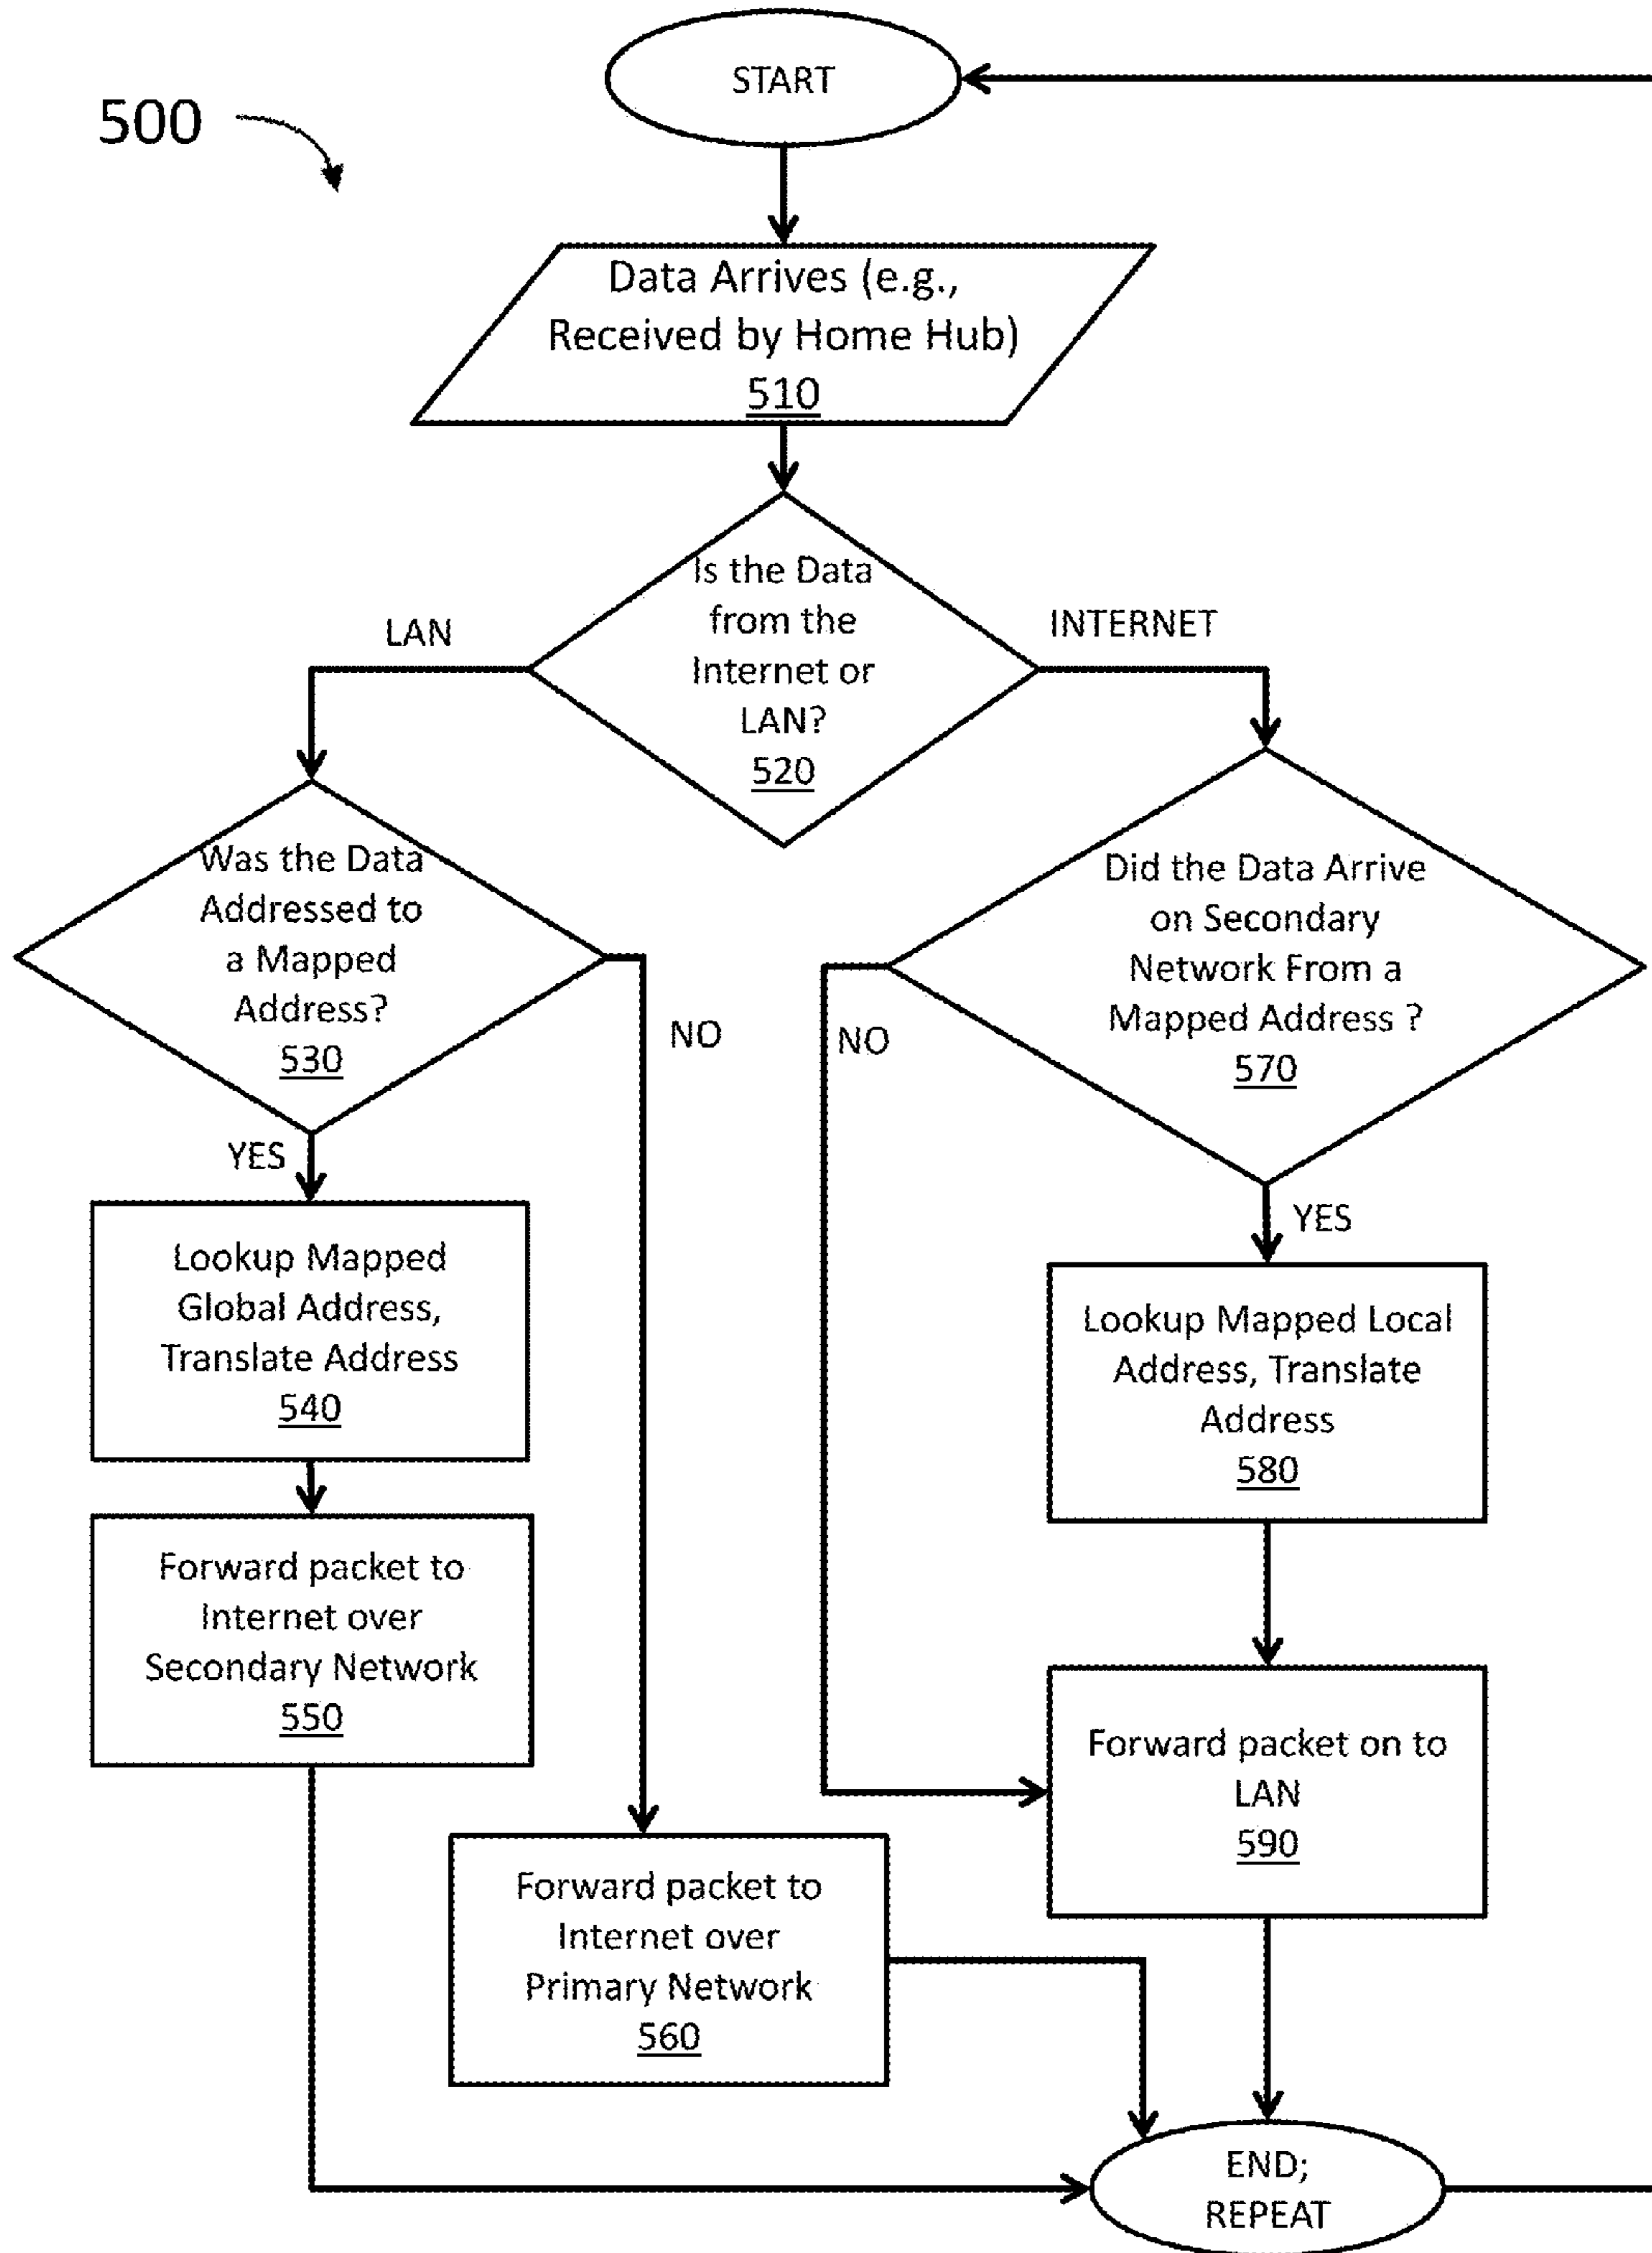 START
500
Data Arrives (e.g.,
Received by Home Hub)
510
Is the Data
from the
Internet or
LAN?
520
LAN
INTERNET
Was the Data
Addressed to
a Mapped
Address?
530
NO
YES
Did the Data Arrive
on Secondary
Network From a
Mapped Address ?
570
NO
YES
Lookup Mapped
Global Address,
Translate Address
540
Lookup Mapped Local
Address, Translate
Address
580
Forward packet to
Internet over
Secondary Network
550
Forward packet on to
LAN
590
Forward packet to
Internet over
Primary Network
560
END;
REPEAT